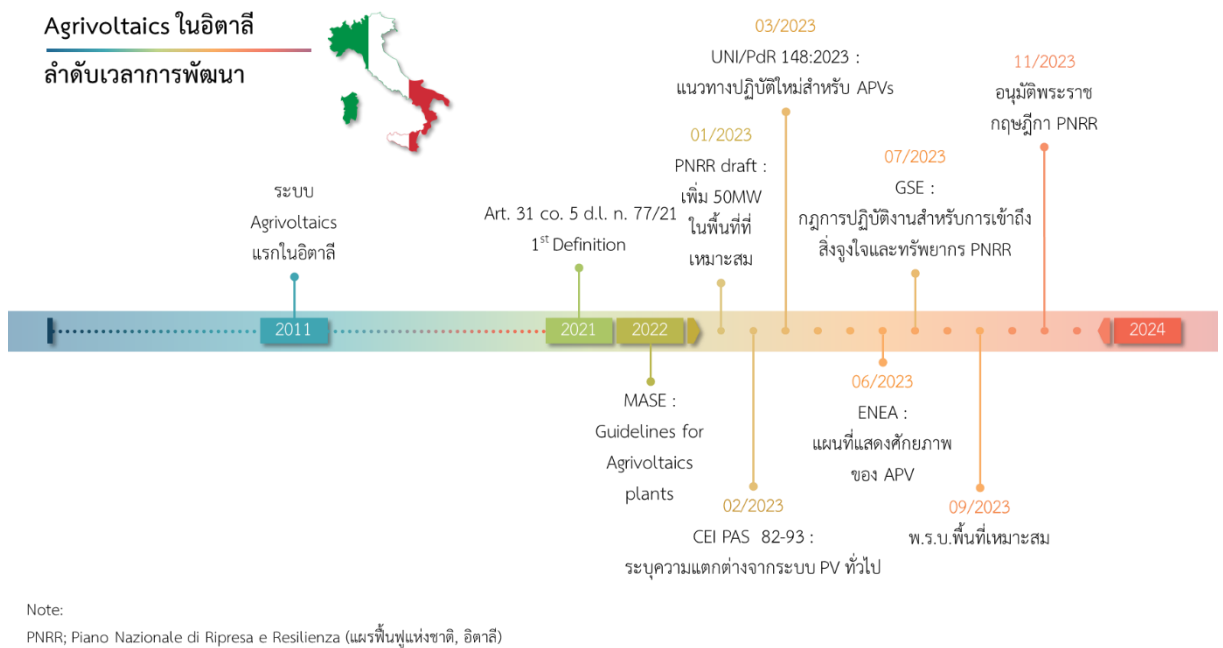 Agrivoltaics ในอิตาลี
ลำดับเวลาการพัฒนา
03/2023
UNI/PdR 148:2023 :
แนวทางปฏิบัติใหม่สำหรับ APVs
11/2023
อนุมัติพระราช
กฤษฎีกา PNRR
01/2023
PNRR draft :
เพิ่ม 50MW
ในพื้นที่ที่
เหมาะสม
07/2023
GSE :
กฎการปฏิบัติงานสำหรับการเข้าถึง
สิ่งจูงใจและทรัพยากร PNRR
ระบบ
Agrivoltaics
แรกในอิตาลี
Art. 31 co. 5 d.l. n. 77/21
1st Definition
2011
2021
2022
2024
MASE :
Guidelines for
Agrivoltaics
plants
06/2023
ENEA :
แผนที่แสดงศักยภาพ
ของ APV
02/2023
CEI PAS 82-93 :
ระบุความแตกต่างจากระบบ PV ทั่วไป
09/2023
พ.ร.บ.พื้นที่เหมาะสม
Note:
PNRR; Piano Nazionale di Ripresa e Resilienza (แผรฟื้นฟูแห่งชาติ, อิตาลี)